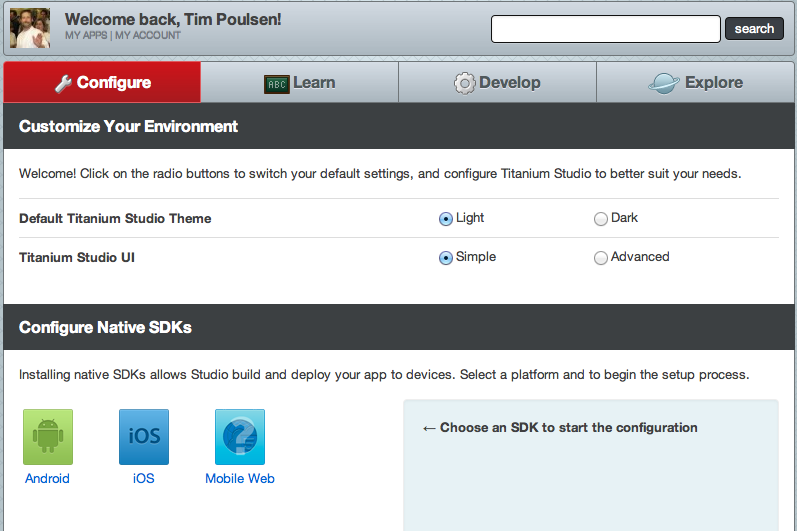 Welcome back, Tim Poulsen!
MY APPS | MY ACCOUNT
search
Configure
ABC Learn
Develop
Explore
Customize Your Environment
Welcome! Click on the radio buttons to switch your default settings, and configure Titanium Studio to better suit your needs.
Default Titanium Studio Theme Light Dark
Titanium Studio UI Simple Advanced
Configure Native SDKs
Installing native SDKs allows Studio build and deploy your app to devices. Select a platform and to begin the setup process.
← Choose an SDK to start the configuration
iOS
?
Android iOS Mobile Web